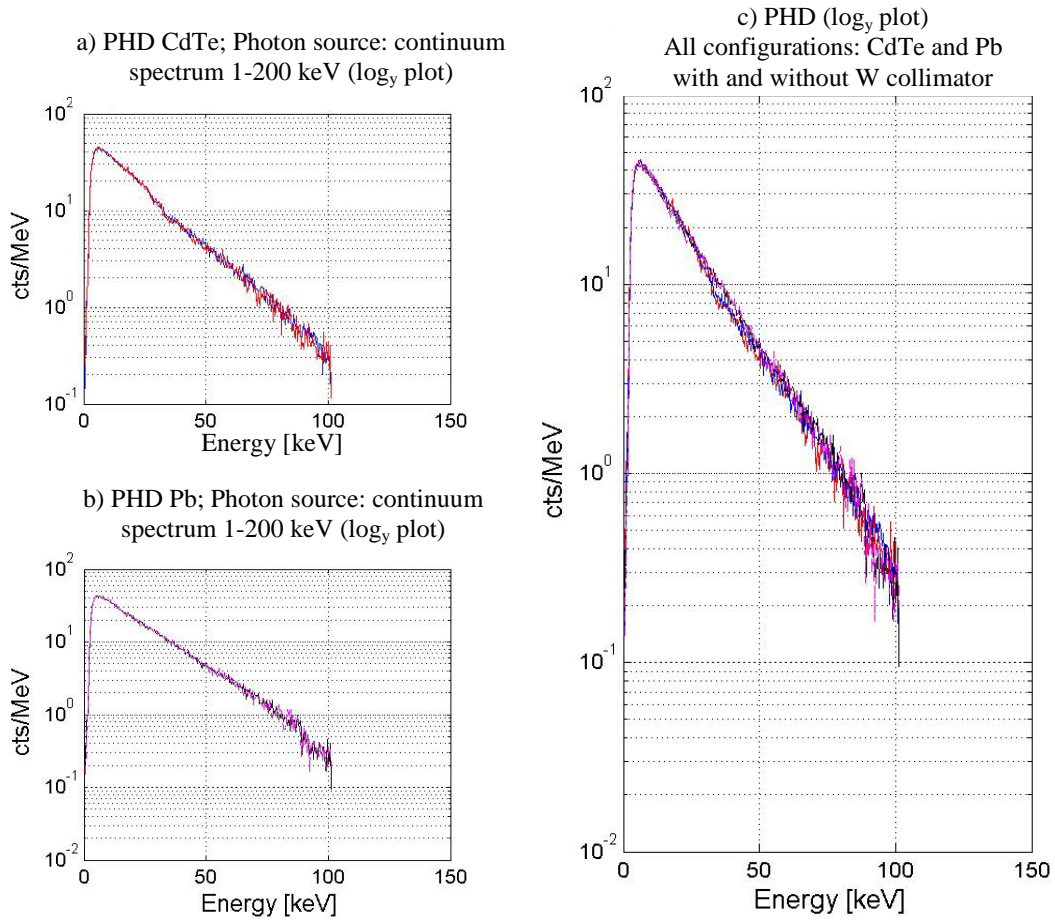 a) PHD CdTe; Photon source: continuum
spectrum 1-200 keV (logy plot)
10^2
10^1
10^0
10^-1
cts/MeV
0
50
100
150
Energy [keV]
b) PHD Pb; Photon source: continuum
spectrum 1-200 keV (logy plot)
10^2
10^1
10^0
10^-1
10^-2
cts/MeV
0
50
100
150
Energy [keV]
c) PHD (logy plot)
All configurations: CdTe and Pb
with and without W collimator
10^2
10^1
10^0
10^-1
10^-2
cts/MeV
0
50
100
150
Energy [keV]